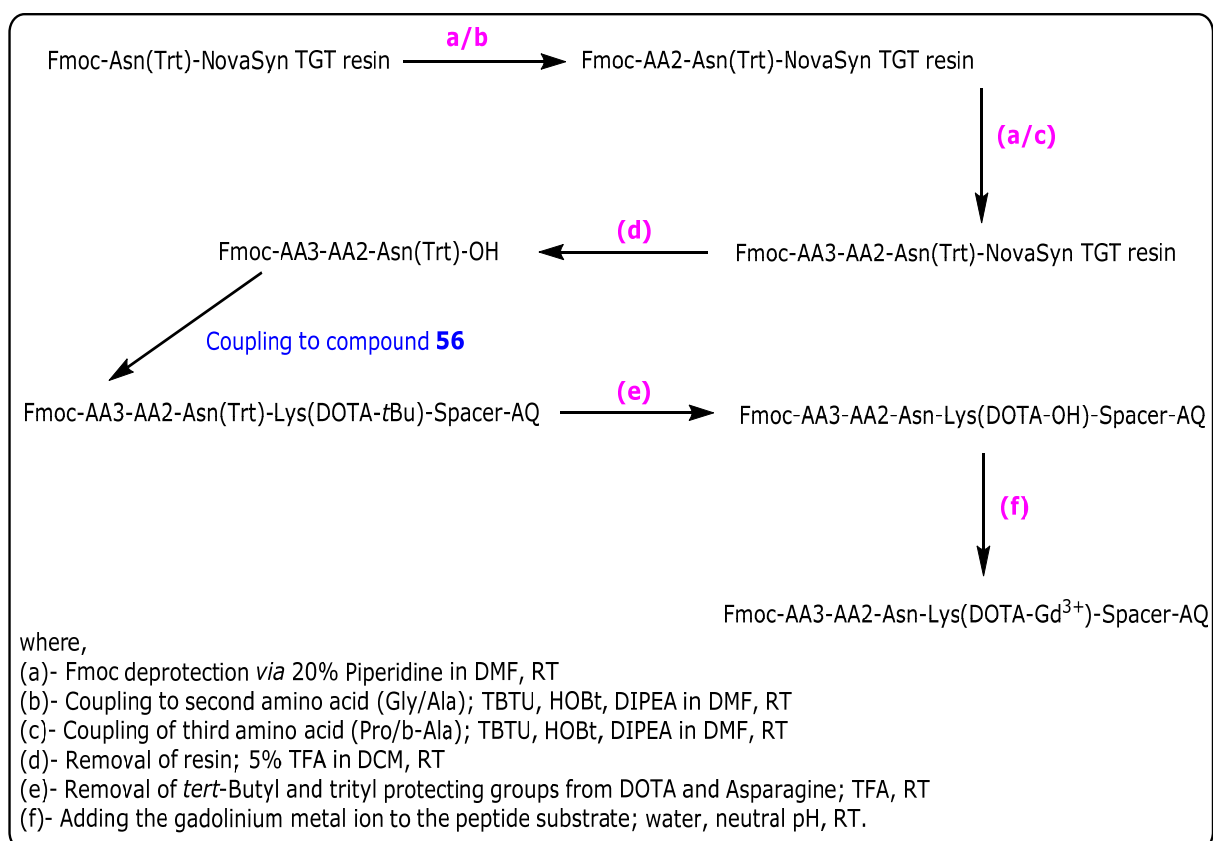 a/b
Fmoc-Asn(Trt)-NovaSyn TGT resin
Fmoc-AA2-Asn(Trt)-NovaSyn TGT resin
(a/c)
(d)
Fmoc-AA3-AA2-Asn(Trt)-OH
Fmoc-AA3-AA2-Asn(Trt)-NovaSyn TGT resin
Coupling to compound 56
(e)
Fmoc-AA3-AA2-Asn(Trt)-Lys(DOTA-tBu)-Spacer-AQ
Fmoc-AA3-AA2-Asn-Lys(DOTA-OH)-Spacer-AQ
(f)
Fmoc-AA3-AA2-Asn-Lys(DOTA-Gd³⁺)-Spacer-AQ
where,
(a)- Fmoc deprotection via 20% Piperidine in DMF, RT
(b)- Coupling to second amino acid (Gly/Ala); TBTU, HOBt, DIPEA in DMF, RT
(c)- Coupling of third amino acid (Pro/b-Ala); TBTU, HOBt, DIPEA in DMF, RT
(d)- Removal of resin; 5% TFA in DCM, RT
(e)- Removal of tert-Butyl and trityl protecting groups from DOTA and Asparagine; TFA, RT
(f)- Adding the gadolinium metal ion to the peptide substrate; water, neutral pH, RT.